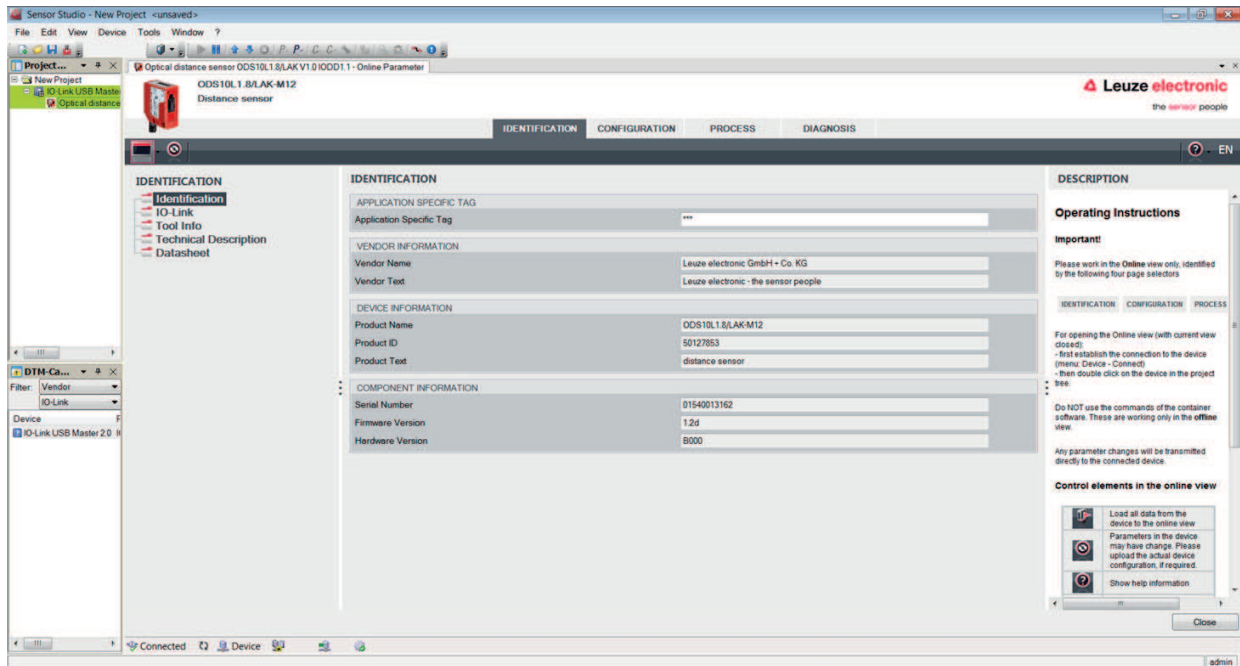 Sensor Studio - New Project <unsaved>
File Edit View Device Tools Window ?
Project...
New Project
IO-Link USB Maste
Optical distance
Optical distance sensor ODS10L1.8/LAK V1.0 IODD1.1 - Online Parameter
ODS10L1.8/LAK-M12
Distance sensor
Leuze electronic
the sensor people
IDENTIFICATION CONFIGURATION PROCESS DIAGNOSIS
EN
IDENTIFICATION
Identification
IO-Link
Tool Info
Technical Description
Datasheet
IDENTIFICATION
APPLICATION SPECIFIC TAG
Application Specific Tag ***
VENDOR INFORMATION
Vendor Name Leuze electronic GmbH + Co. KG
Vendor Text Leuze electronic - the sensor people
DEVICE INFORMATION
Product Name ODS10L1.8/LAK-M12
Product ID 50127853
Product Text distance sensor
COMPONENT INFORMATION
Serial Number 01540013162
Firmware Version 1.2d
Hardware Version B000
DESCRIPTION
Operating Instructions
Important!
Please work in the Online view only, identified
by the following four page selectors
IDENTIFICATION CONFIGURATION PROCESS
For opening the Online view (with current view
closed):
- first establish the connection to the device
(menu: Device - Connect)
- then double click on the device in the project
tree.
Do NOT use the commands of the container
software. These are working only in the offline
view.
Any parameter changes will be transmitted
directly to the connected device.
Control elements in the online view
Load all data from the
device to the online view
Parameters in the device
may have change. Please
upload the actual device
configuration, if required.
Show help information
Close
DTM-Ca...
Filter: Vendor
IO-Link
Device F
IO-Link USB Master 2.0
Connected Device
admin